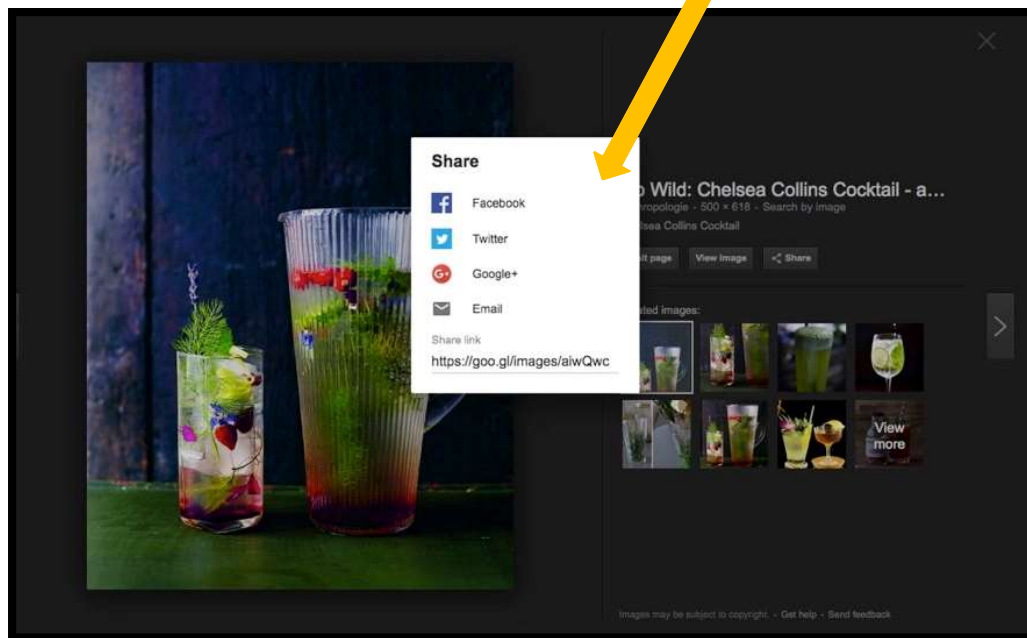 Share
Facebook
Twitter
Google+
Email
Share link
https://goo.gl/images/aiwQwc
Wild: Chelsea Collins Cocktail - a...
500 × 618 - Search by image
Collins Cocktail
page
View image
Share
images:
View
more
Images may be subject to copyright. - Get help - Send feedback